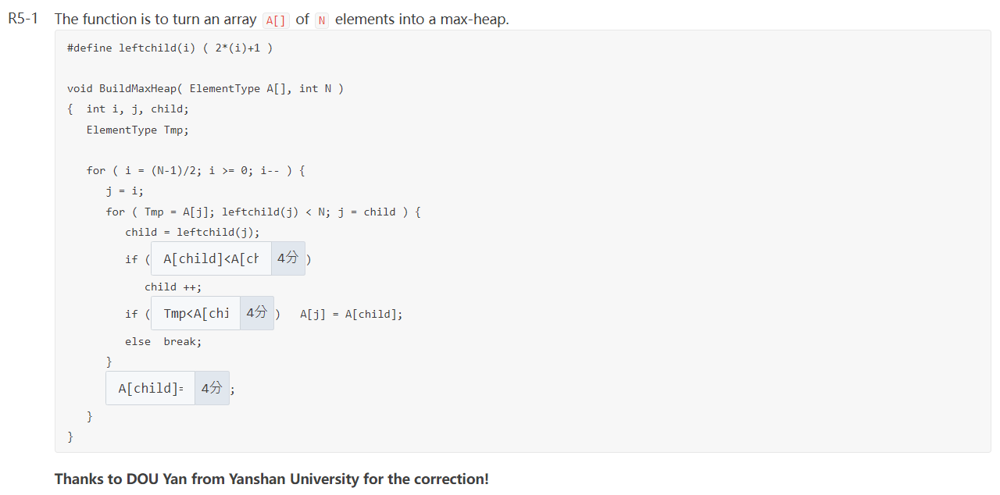 R5-1 The function is to turn an array A[] of N elements into a max-heap.
#define leftchild(i) ( 2*(i)+1 )
void BuildMaxHeap( ElementType A[], int N )
{ int i, j, child;
ElementType Tmp;
for ( i = (N-1)/2; i >= 0; i-- ) {
j = i;
for ( Tmp = A[j]; leftchild(j) < N; j = child ) {
child = leftchild(j);
if ( A[child]<A[ch 4分 )
child ++;
if ( Tmp<A[chi 4分 ) A[j] = A[child];
else break;
}
A[child]= 4分 ;
}
}
Thanks to DOU Yan from Yanshan University for the correction!